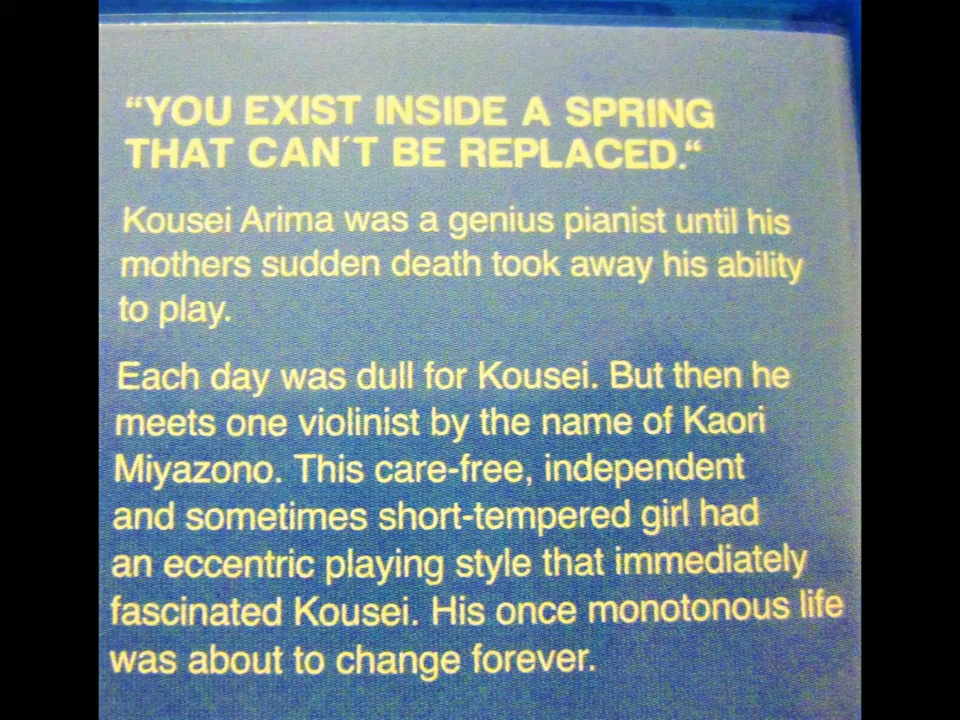 “YOU EXIST INSIDE A SPRING
THAT CAN´T BE REPLACED.“
Kousei Arima was a genius pianist until his
mothers sudden death took away his ability
to play.
Each day was dull for Kousei. But then he
meets one violinist by the name of Kaori
Miyazono. This care-free, independent
and sometimes short-tempered girl had
an eccentric playing style that immediately
fascinated Kousei. His once monotonous life
was about to change forever.